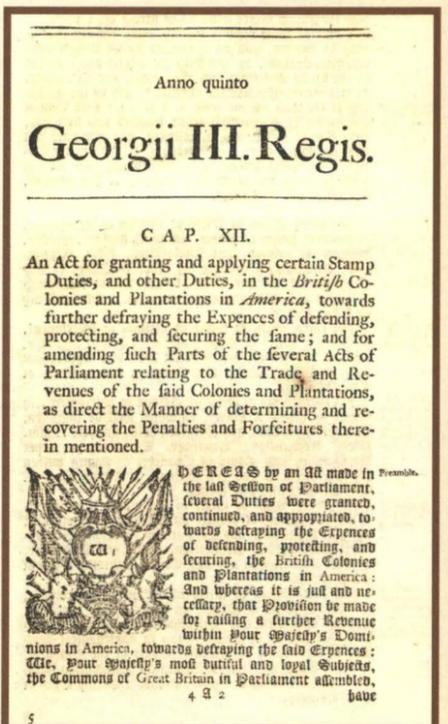 Anno quinto
Georgii III. Regis.
CAP. XII.
An Act for granting and applying certain Stamp
Duties, and other Duties, in the Britiſh Co-
lonies and Plantations in America, towards
further defraying the Expences of defending,
protecting, and ſecuring the ſame; and for
amending ſuch Parts of the ſeveral Acts of
Parliament relating to the Trade and Re-
venues of the ſaid Colonies and Plantations,
as direct the Manner of determining and re-
covering the Penalties and Forfeitures there-
in mentioned.
WHEREAS by an Act made in Preamble.
the laſt Seſſion of Parliament,
ſeveral Duties were granted,
continued, and appropriated, to-
wards defraying the Expences
of defending, protecting, and
ſecuring, the British Colonies
and Plantations in America:
And whereas it is juſt and ne-
ceſſary, that Proviſion be made
for raiſing a further Revenue
within Your Majeſty's Domi-
nions in America, towards defraying the ſaid Expences:
We, Your Majeſty's moſt dutiful and loyal Subjects,
the Commons of Great Britain in Parliament aſſembled,
4 A 2 have
5